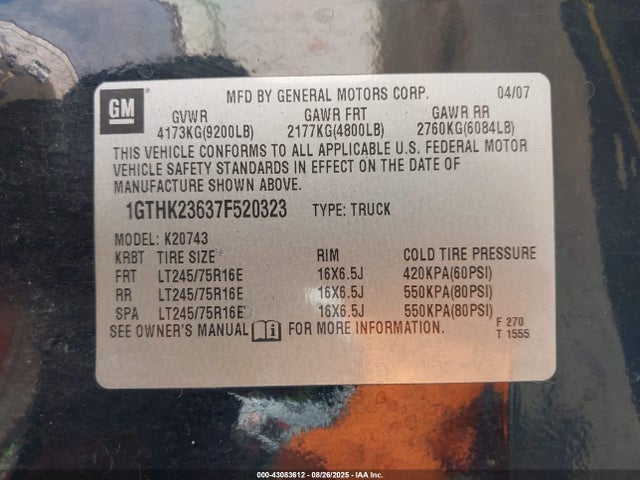 GM
MFD BY GENERAL MOTORS CORP. 04/07
GVWR GAWR FRT GAWR RR
4173KG(9200LB) 2177KG(4800LB) 2760KG(6084LB)
THIS VEHICLE CONFORMS TO ALL APPLICABLE U.S. FEDERAL MOTOR
VEHICLE SAFETY STANDARDS IN EFFECT ON THE DATE OF
MANUFACTURE SHOWN ABOVE.
1GTHK23637F520323 TYPE: TRUCK
MODEL: K20743
KRBT TIRE SIZE RIM COLD TIRE PRESSURE
FRT LT245/75R16E 16X6.5J 420KPA(60PSI)
RR LT245/75R16E 16X6.5J 550KPA(80PSI)
SPA LT245/75R16E 16X6.5J 550KPA(80PSI)
SEE OWNER'S MANUAL FOR MORE INFORMATION.
F 270
T 1555
000-43083612 - 08/26/2025 - IAA Inc.